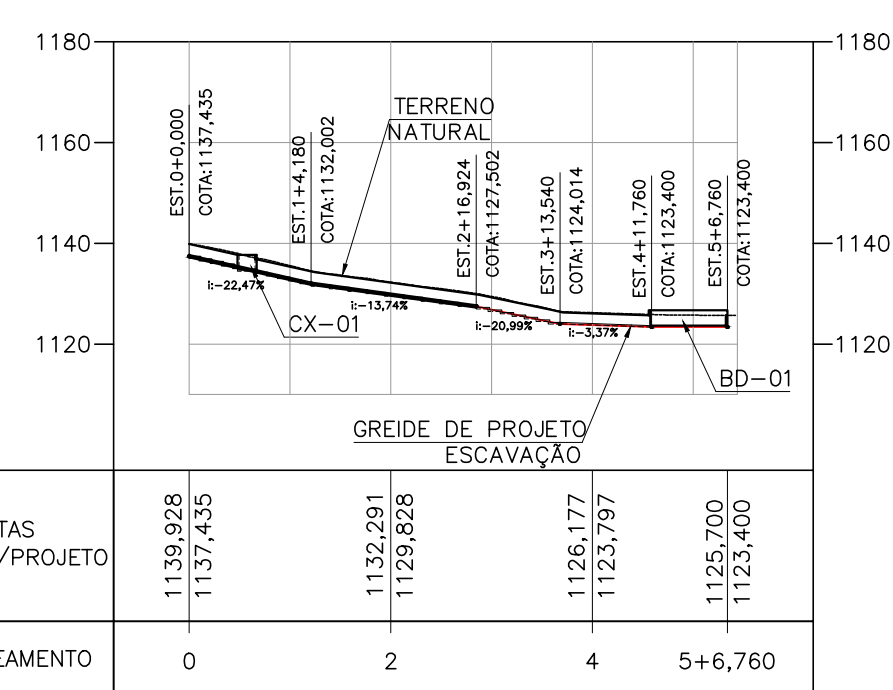 1180
1180
1160
1160
1140
1140
1120
1120
EST.0+0,000
COTA:1137,435
EST.1+4,180
COTA:1132,002
TERRENO
NATURAL
EST.2+16,924
COTA:1127,502
EST.3+13,540
COTA:1124,014
EST.4+11,760
COTA:1123,400
EST.5+6,760
COTA:1123,400
i:-22,47%
i:-13,74%
i:-20,99%
i:-3,37%
CX-01
BD-01
GREIDE DE PROJETO
ESCAVAÇÃO
TAS
/PROJETO
1139,928
1137,435
1132,291
1129,828
1126,177
1123,797
1125,700
1123,400
EAMENTO
0
2
4
5+6,760